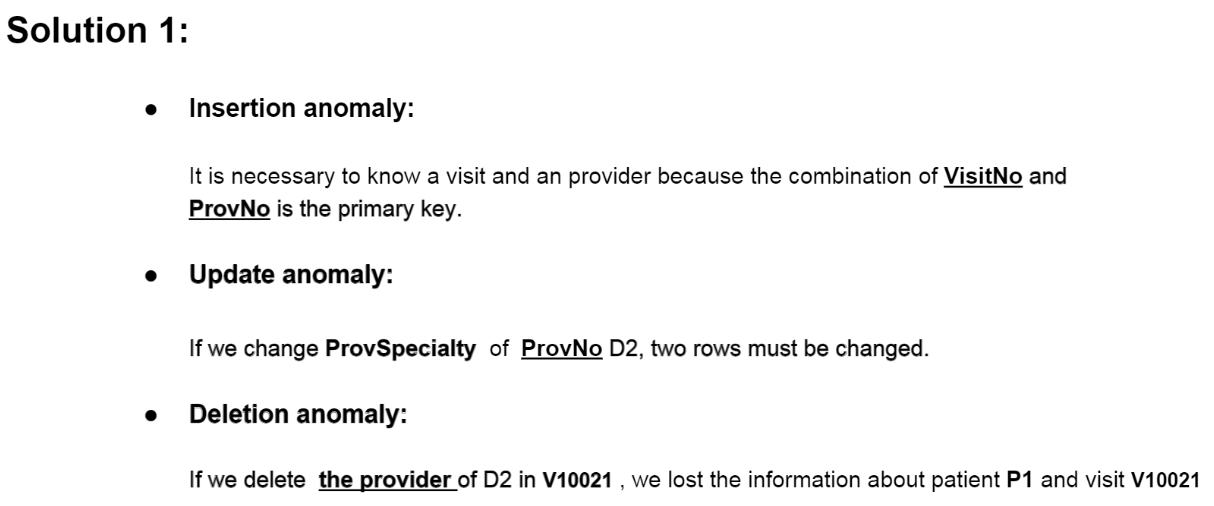 Solution 1:
● Insertion anomaly:
It is necessary to know a visit and an provider because the combination of VisitNo and
ProvNo is the primary key.
● Update anomaly:
If we change ProvSpecialty of ProvNo D2, two rows must be changed.
● Deletion anomaly:
If we delete the provider of D2 in V10021 , we lost the information about patient P1 and visit V10021